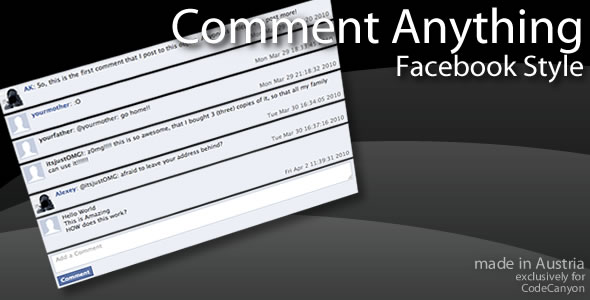 Comment Anything
Facebook Style
AK: So, this is the first comment that I post to this
2010
Mon Mar 29 18:33:45
yourmother: :O
Mon Mar 29 21:18:32 2010
yourfather: @yourmother: go home!!
Tue Mar 30 16:34:05 2010
itsjustOMG: z0mg!!!! this is so awesome, that I bought 3 (three) copies of it, so that all my family
can use it!!!!!!!
Tue Mar 30 16:37:16 2010
Alexey: @itsjustOMG: afraid to leave your address behind?
Fri Apr 2 11:39:31 2010
Hello World
This is Amazing
HOW does this work?
Add a Comment
Comment
made in Austria
exclusively for
CodeCanyon